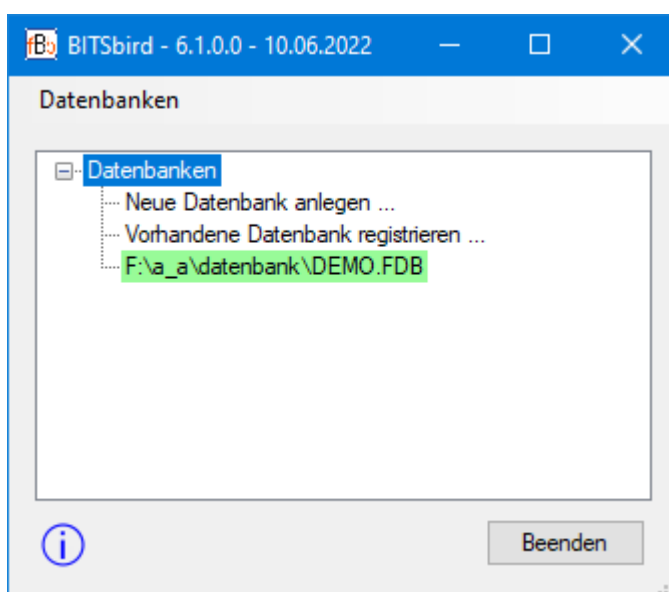 fBc BITSbird - 6.1.0.0 - 10.06.2022
Datenbanken
Datenbanken
Neue Datenbank anlegen ...
Vorhandene Datenbank registrieren ...
F:\a_a\datenbank\DEMO.FDB
i
Beenden